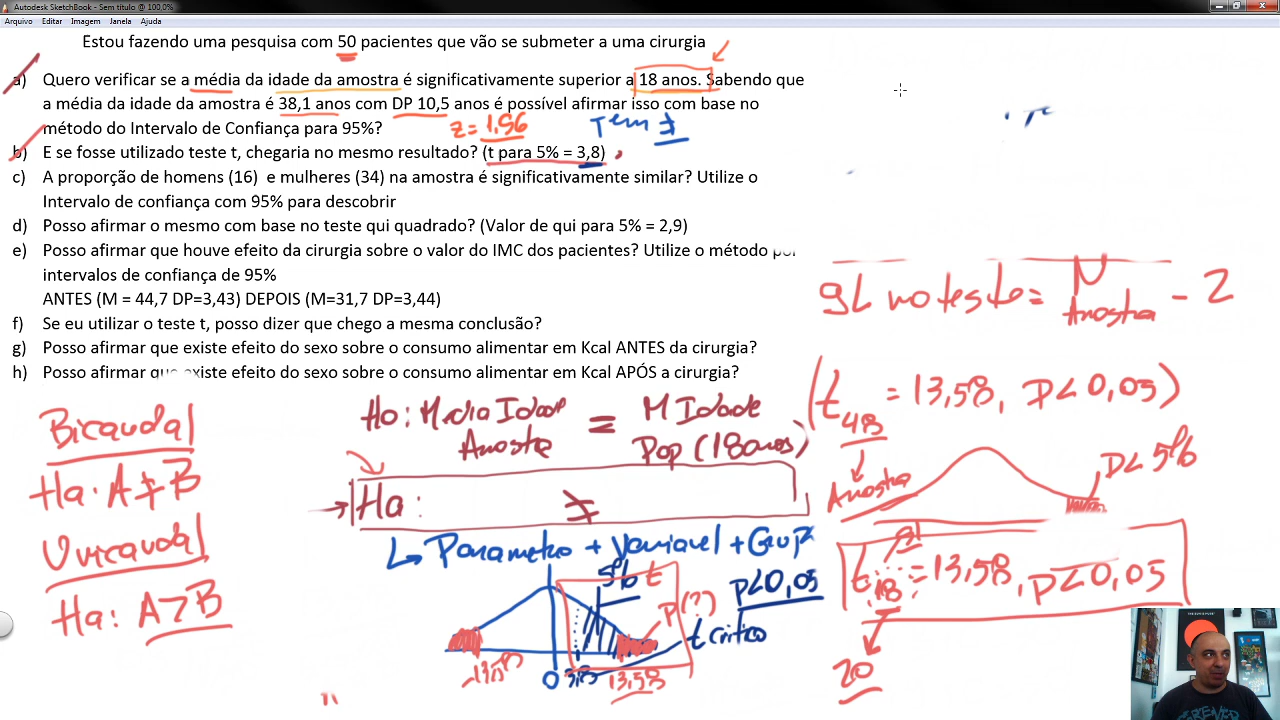 Autodesk SketchBook - Sem título @ 100,0%
Arquivo Editar Imagem Janela Ajuda
Estou fazendo uma pesquisa com 50 pacientes que vão se submeter a uma cirurgia
a) Quero verificar se a média da idade da amostra é significativamente superior a 18 anos. Sabendo que
a média da idade da amostra é 38,1 anos com DP 10,5 anos é possível afirmar isso com base no
método do Intervalo de Confiança para 95%?
z = 1,96
Tem ≠
b) E se fosse utilizado teste t, chegaria no mesmo resultado? (t para 5% = 3,8)
c) A proporção de homens (16) e mulheres (34) na amostra é significativamente similar? Utilize o
Intervalo de confiança com 95% para descobrir
d) Posso afirmar o mesmo com base no teste qui quadrado? (Valor de qui para 5% = 2,9)
e) Posso afirmar que houve efeito da cirurgia sobre o valor do IMC dos pacientes? Utilize o método por
intervalos de confiança de 95%
ANTES (M = 44,7 DP=3,43) DEPOIS (M=31,7 DP=3,44)
f) Se eu utilizar o teste t, posso dizer que chego a mesma conclusão?
g) Posso afirmar que existe efeito do sexo sobre o consumo alimentar em Kcal ANTES da cirurgia?
h) Posso afirmar que existe efeito do sexo sobre o consumo alimentar em Kcal APÓS a cirurgia?
Bicaudal
Ha: A ≠ B
Unicaudal
Ha: A > B
Ho: Media Idade Amostra = M Idade Pop (18 anos)
Ha: ≠
↳ Parametro + Variavel + Grup
5% t
p(?)
p<0,05
t critico
-13,58
0
13,58
gL no teste = N Amostra - 2
(t48 = 13,58, p<0,05)
Amostra
p<5%
t18 = 13,58, p<0,05
20